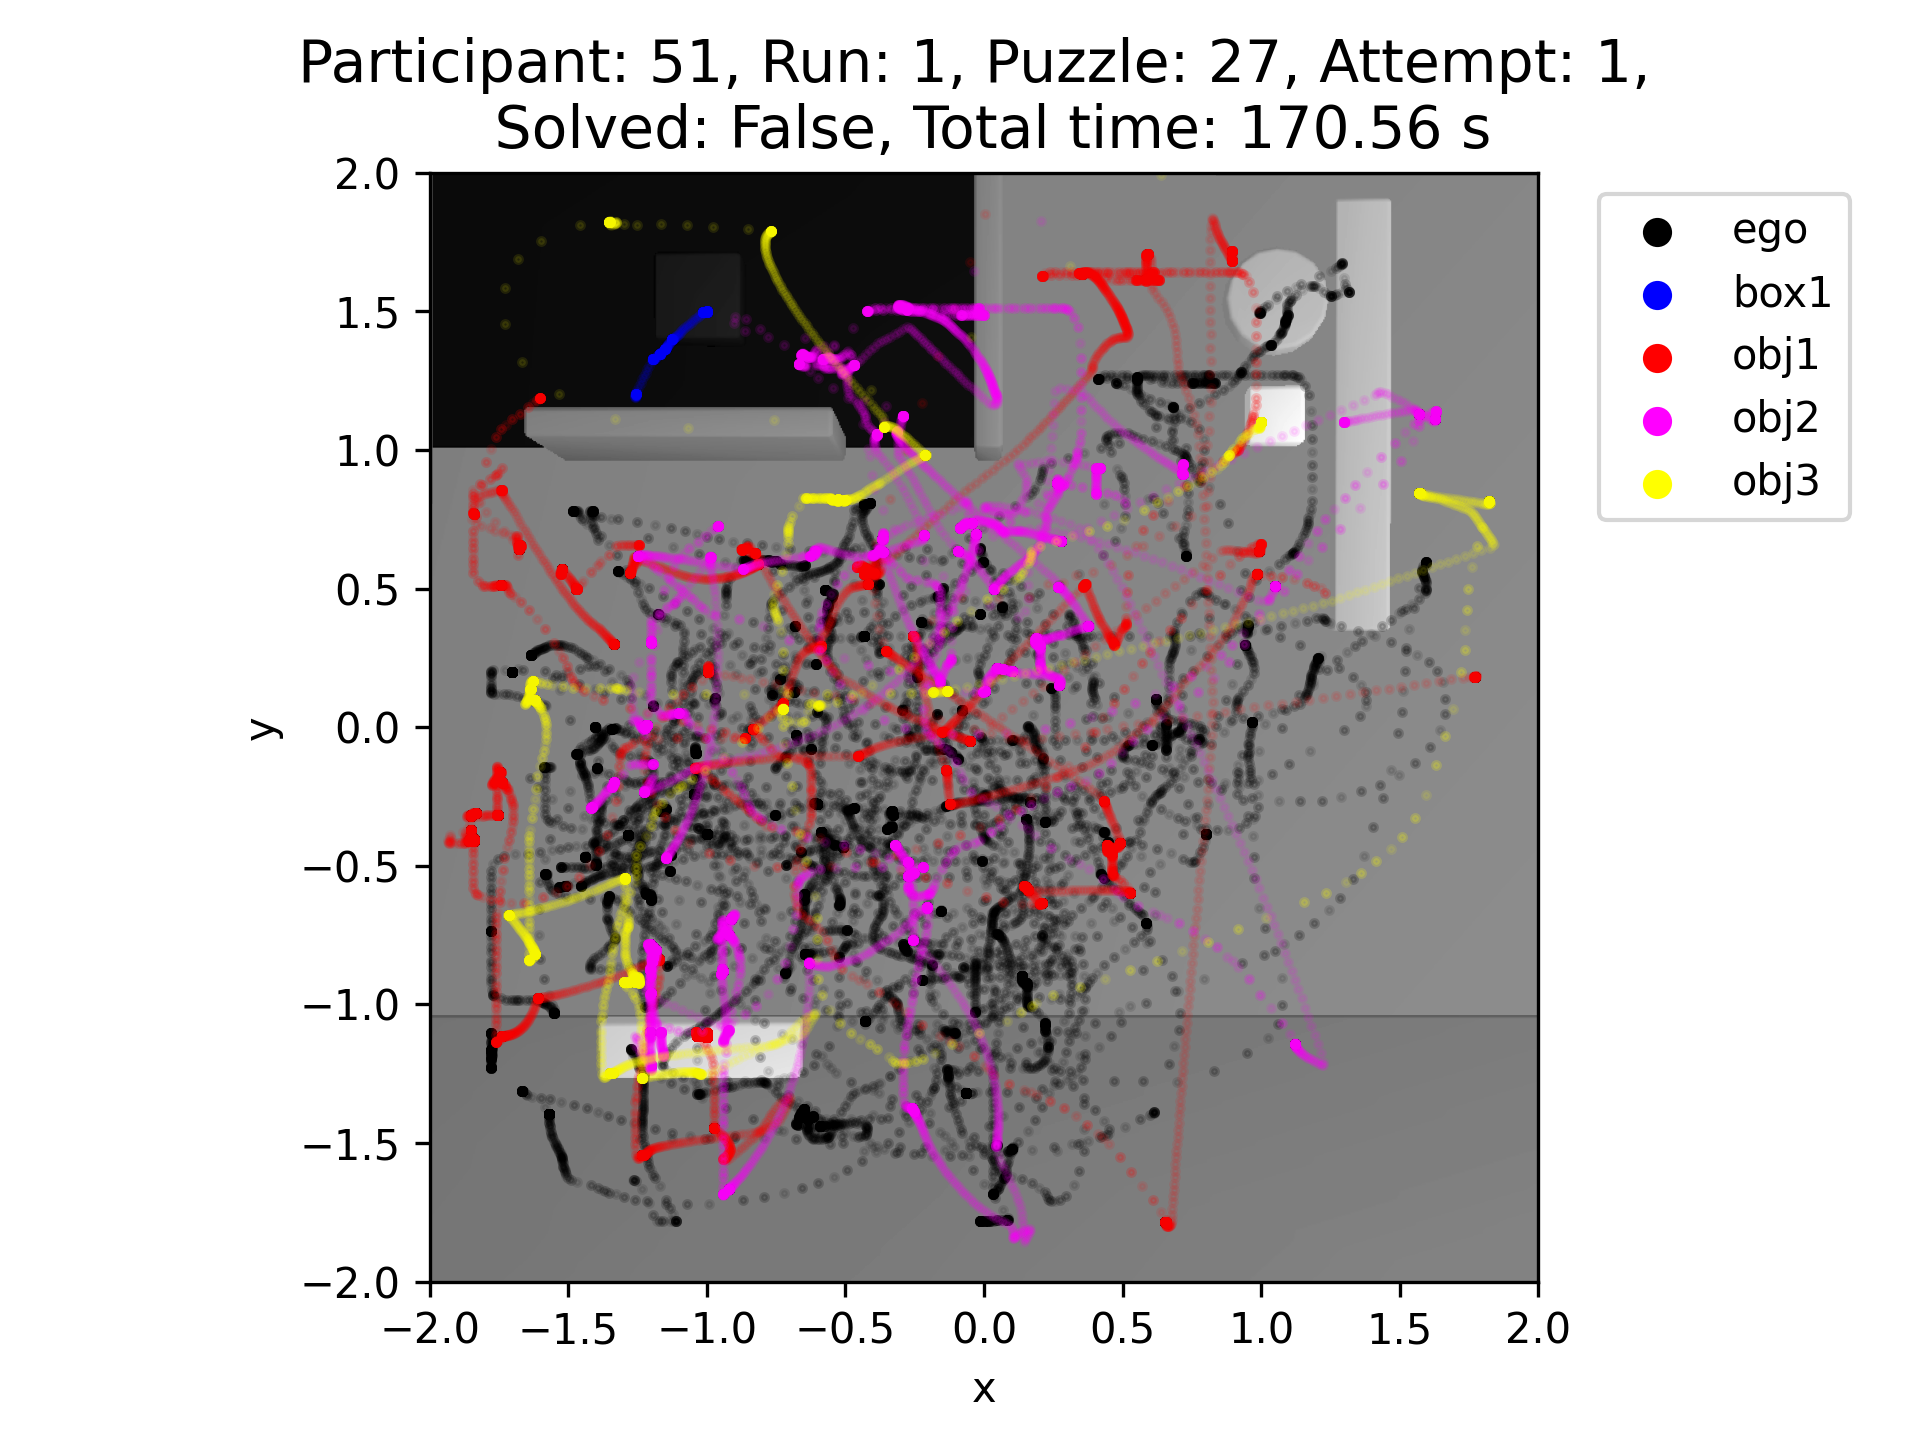 Participant: 51, Run: 1, Puzzle: 27, Attempt: 1,
Solved: False, Total time: 170.56 s
2.0
1.5
1.0
0.5
0.0
−0.5
−1.0
−1.5
−2.0
y
−2.0 −1.5 −1.0 −0.5 0.0 0.5 1.0 1.5 2.0
x
ego
box1
obj1
obj2
obj3